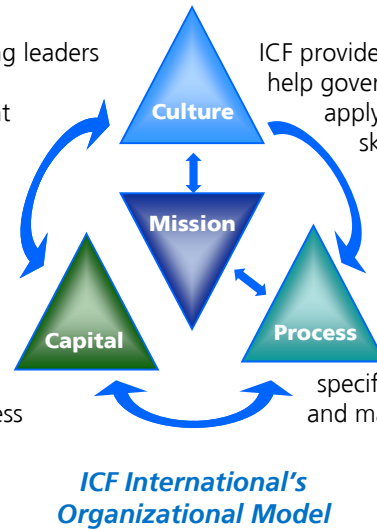 ng leaders
ICF provide
help gover
apply
sk
Culture
Mission
Capital
Process
specif
and ma
ess
ICF International's
Organizational Model